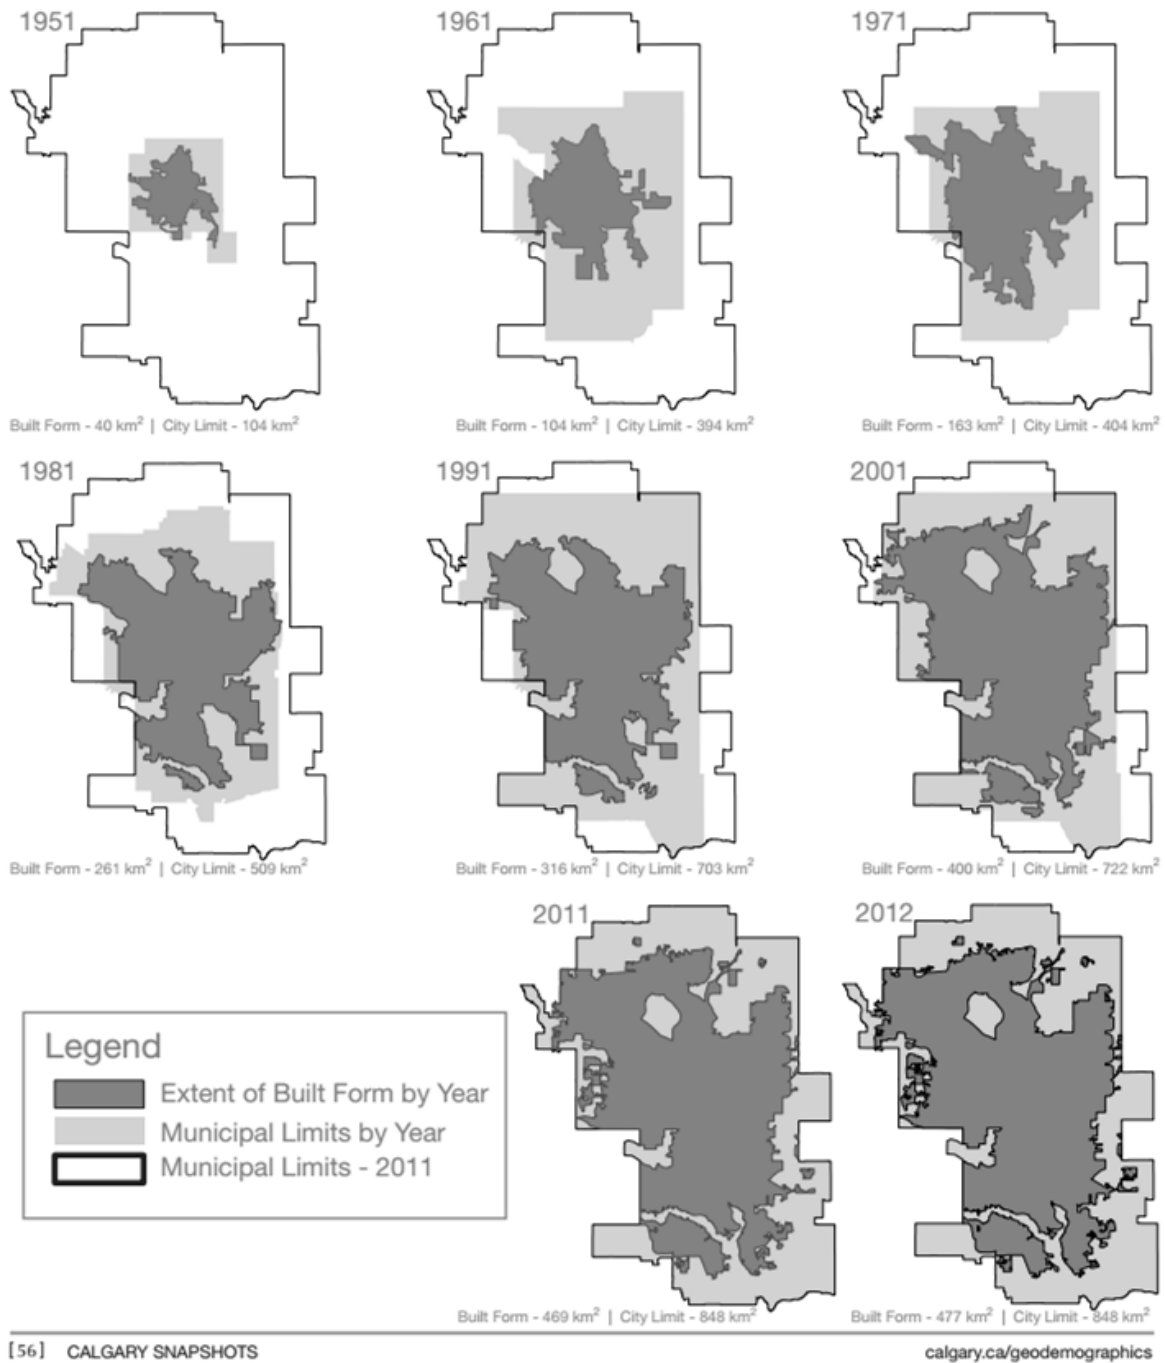 1951
1961
1971
Built Form - 40 km² | City Limit - 104 km²
Built Form - 104 km² | City Limit - 394 km²
Built Form - 163 km² | City Limit - 404 km²
1981
1991
2001
Built Form - 261 km² | City Limit - 509 km²
Built Form - 316 km² | City Limit - 703 km²
Built Form - 400 km² | City Limit - 722 km²
2011
2012
Legend
Extent of Built Form by Year
Municipal Limits by Year
Municipal Limits - 2011
Built Form - 469 km² | City Limit - 848 km²
Built Form - 477 km² | City Limit - 848 km²
[56] CALGARY SNAPSHOTS
calgary.ca/geodemographics